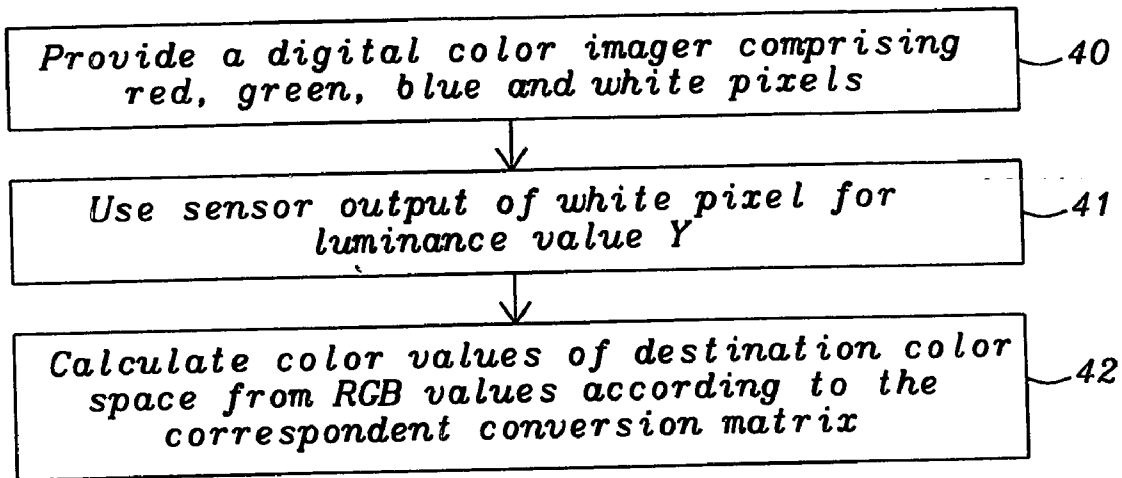 Provide a digital color imager comprising
red, green, blue and white pixels
40
Use sensor output of white pixel for
luminance value Y
41
Calculate color values of destination color
space from RGB values according to the
correspondent conversion matrix
42